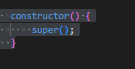 constructor() {
super();
}